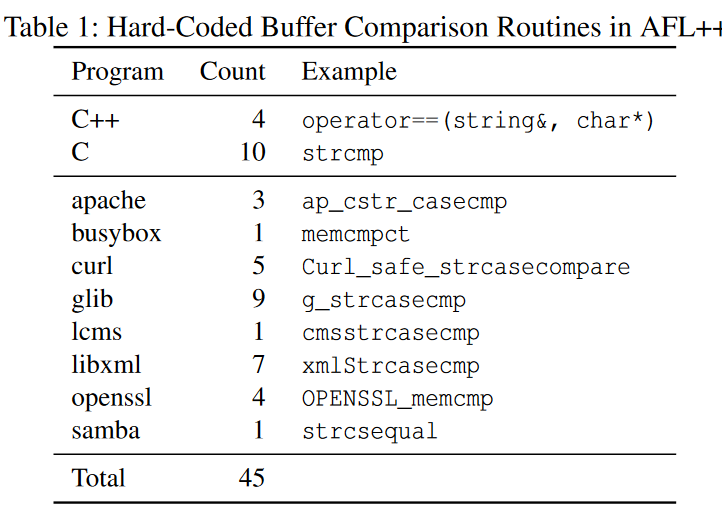 Table 1: Hard-Coded Buffer Comparison Routines in AFL++
Program Count Example
C++ 4 operator==(string&, char*)
C 10 strcmp
apache 3 ap_cstr_casecmp
busybox 1 memcmpct
curl 5 Curl_safe_strcasecompare
glib 9 g_strcasecmp
lcms 1 cmsstrcasecmp
libxml 7 xmlStrcasecmp
openssl 4 OPENSSL_memcmp
samba 1 strcsequal
Total 45